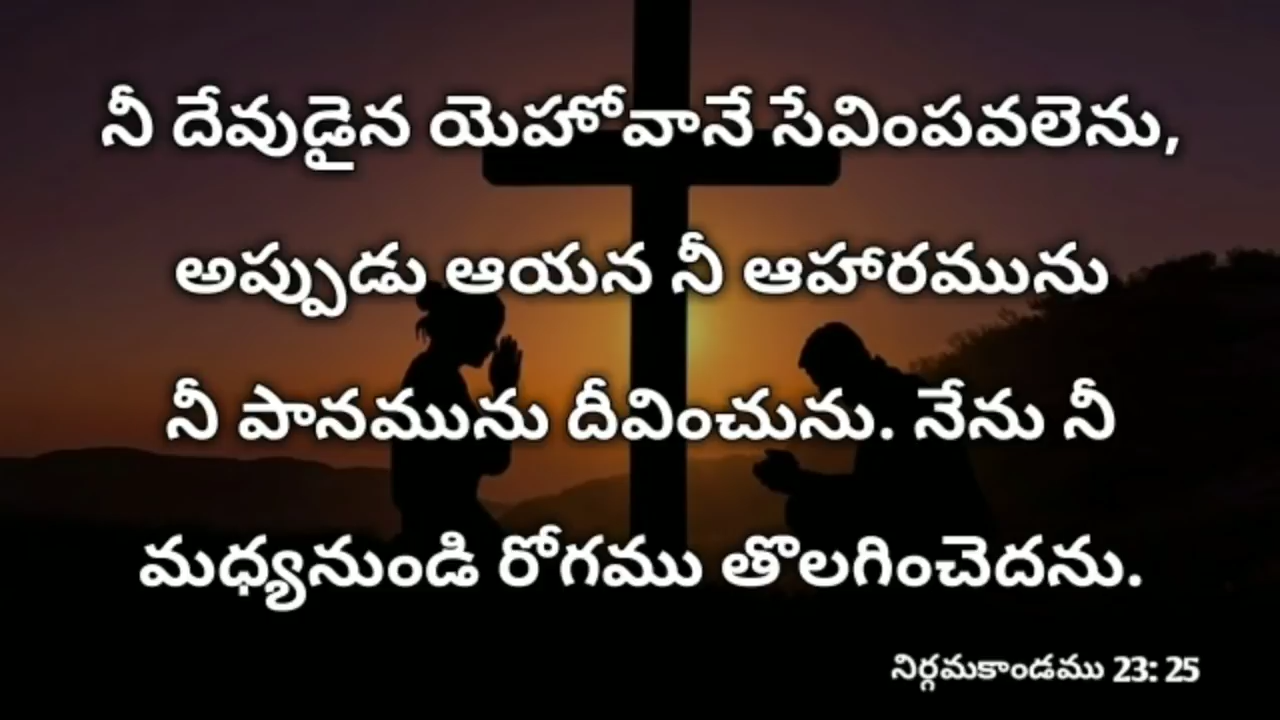 నీ దేవుడైన యెహోవానే సేవింపవలెను,
అప్పుడు ఆయన నీ ఆహారమును
నీ పానమును దీవించును. నేను నీ
మధ్యనుండి రోగము తొలగించెదను.
నిర్గమకాండము 23: 25